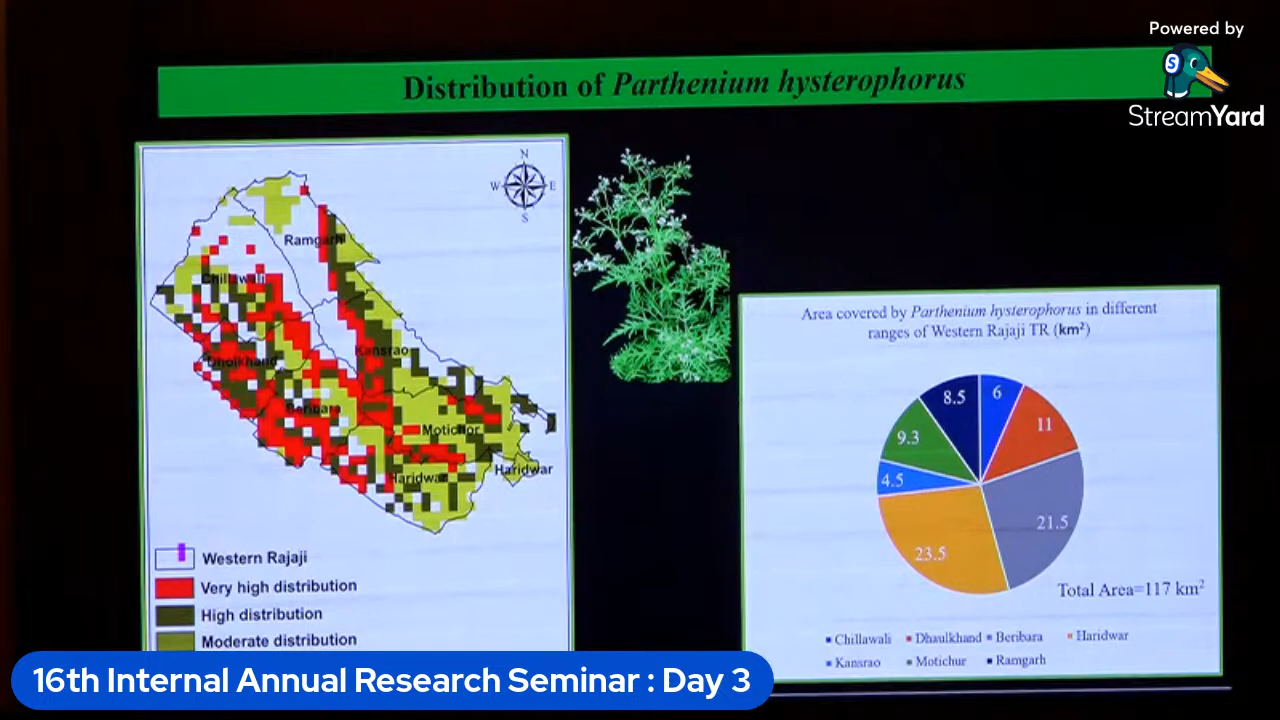 Powered by
StreamYard
Distribution of Parthenium hysterophorus
N
W E
S
Ramgarh
Chillawali
Kansrao
Dholkhand
Beribara
Motichor
Haridwar
Haridwar
Western Rajaji
Very high distribution
High distribution
Moderate distribution
Area covered by Parthenium hysterophorus in different
ranges of Western Rajaji TR (km²)
8.5
6
11
9.3
4.5
21.5
23.5
Total Area=117 km²
Chillawali Dhaulkhand Beribara Haridwar
Kansrao Motichur Ramgarh
16th Internal Annual Research Seminar : Day 3